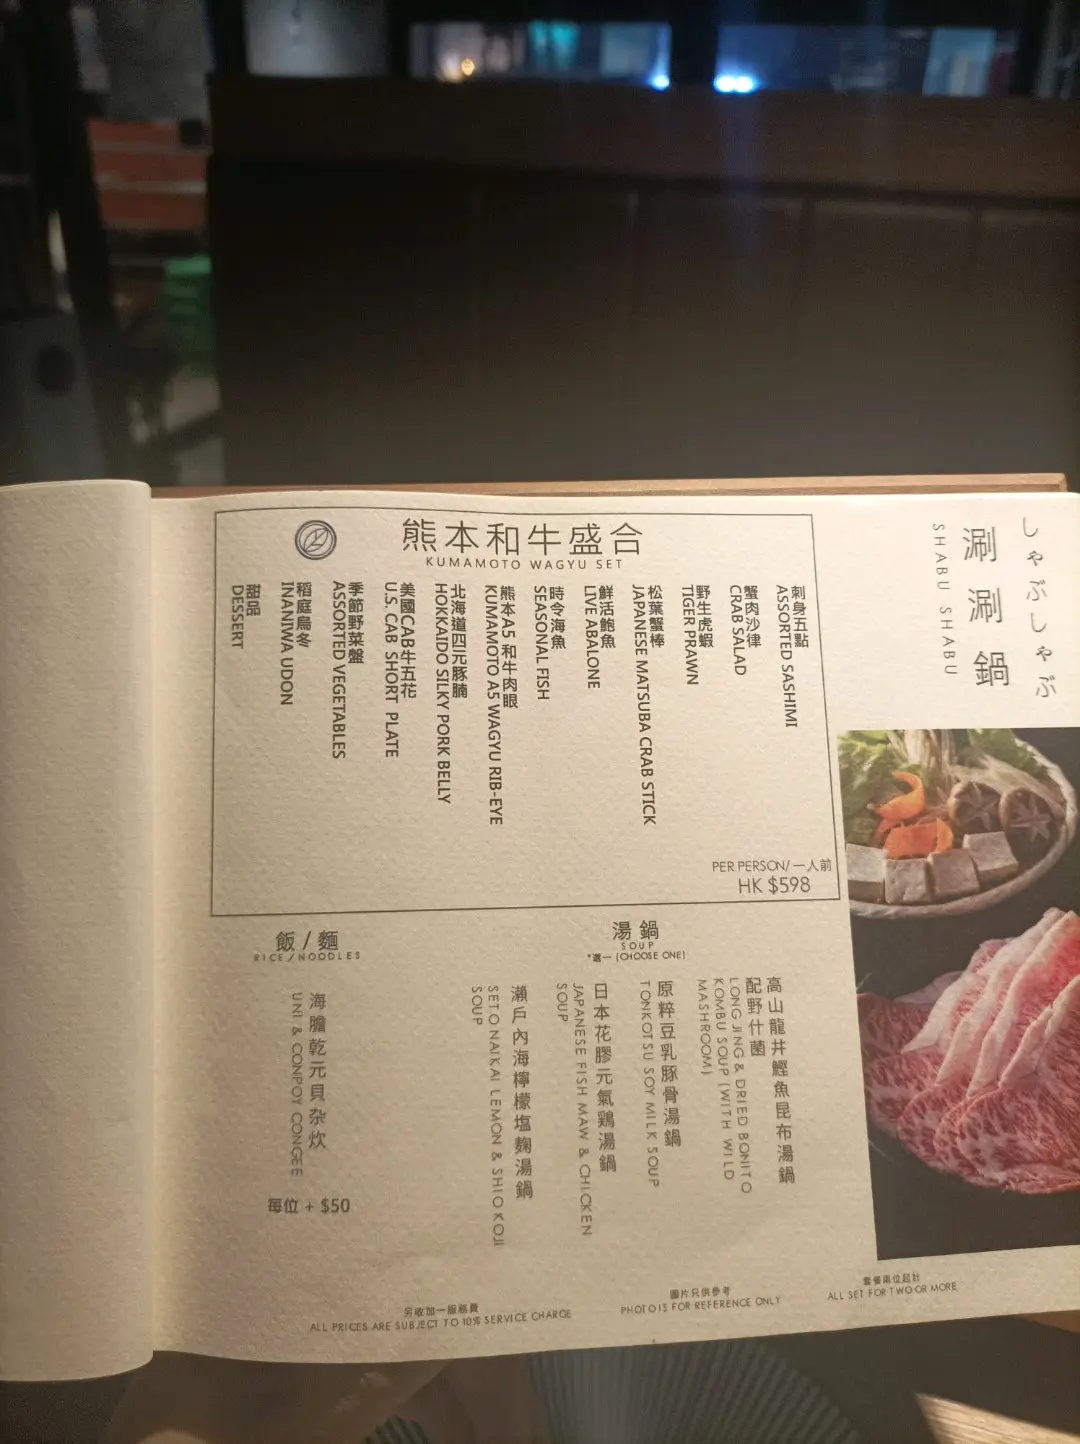 しゃぶしゃぶ
涮涮鍋
SHABU SHABU
熊本和牛盛合
KUMAMOTO WAGYU SET
刺身五點
ASSORTED SASHIMI
蟹肉沙律
CRAB SALAD
野生虎蝦
TIGER PRAWN
松葉蟹棒
JAPANESE MATSUBA CRAB STICK
鮮活鮑魚
LIVE ABALONE
時令海魚
SEASONAL FISH
熊本A5 和牛肉眼
KUMAMOTO A5 WAGYU RIB-EYE
北海道四元豚腩
HOKKAIDO SILKY PORK BELLY
美國CAB牛五花
U.S. CAB SHORT PLATE
季節野菜盤
ASSORTED VEGETABLES
稻庭烏冬
INANIWA UDON
甜品
DESSERT
PER PERSON/一人前
HK $598
湯鍋
SOUP
*選一 (CHOOSE ONE)
高山龍井鰹魚昆布湯鍋
配野什菌
LONG JING & DRIED BONITO
KOMBU SOUP (WITH WILD
MASHROOM)
原粹豆乳豚骨湯鍋
TONKOTSU SOY MILK SOUP
日本花膠元氣鶏湯鍋
JAPANESE FISH MAW & CHICKEN
SOUP
瀨戶內海檸檬塩麴湯鍋
SETO NAIKAI LEMON & SHIO KOJI
SOUP
飯/麵
RICE/NOODLES
海膽乾元貝杂炊
UNI & CONPOY CONGEE
每位 + $50
套餐兩位起計
ALL SET FOR TWO OR MORE
圖片只供參考
PHOTO IS FOR REFERENCE ONLY
另收加一服務費
ALL PRICES ARE SUBJECT TO 10% SERVICE CHARGE